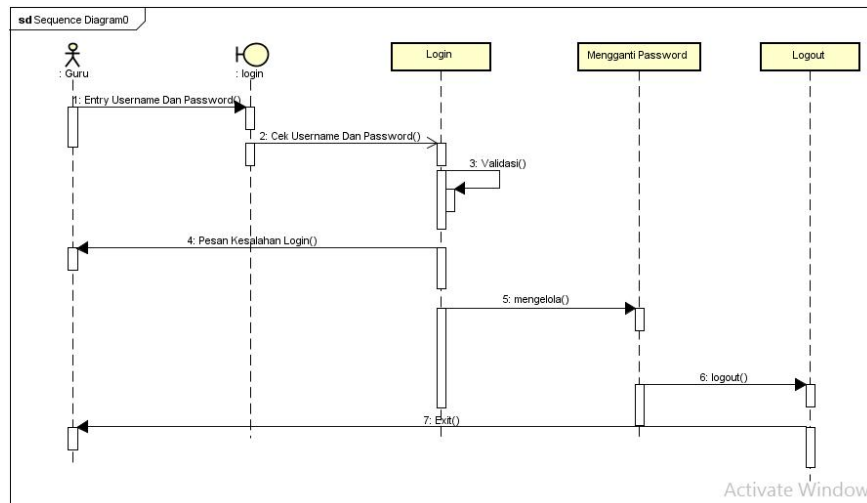 sd Sequence Diagram0
: Guru
: login
Login
Mengganti Password
Logout
1: Entry Username Dan Password()
2: Cek Username Dan Password()
3: Validasi()
4: Pesan Kesalahan Login()
5: mengelola()
6: logout()
7: Exit()
Activate Window